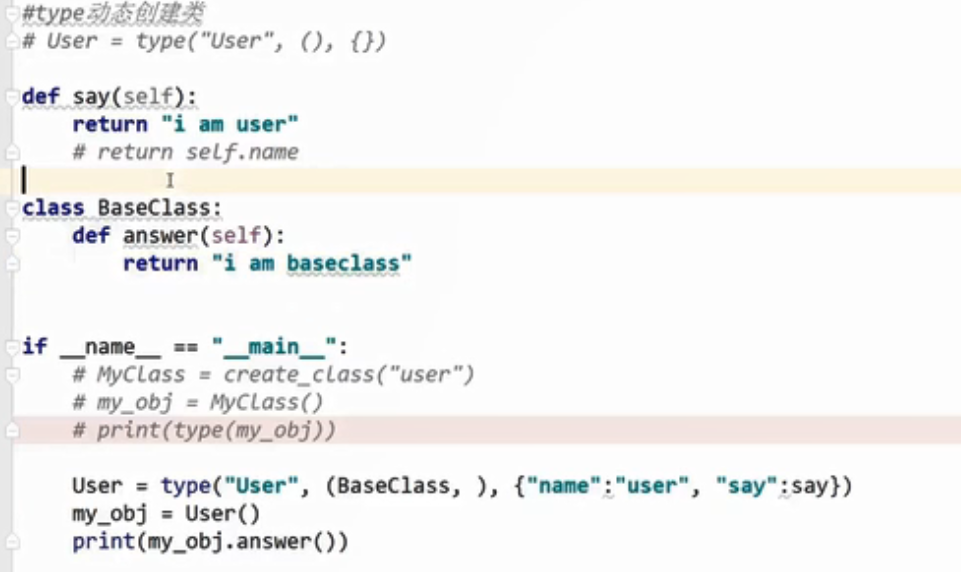 #type动态创建类
# User = type("User", (), {})
def say(self):
    return "i am user"
    # return self.name
class BaseClass:
    def answer(self):
        return "i am baseclass"
if __name__ == "__main__":
    # MyClass = create_class("user")
    # my_obj = MyClass()
    # print(type(my_obj))
    User = type("User", (BaseClass, ), {"name":"user", "say":say})
    my_obj = User()
    print(my_obj.answer())